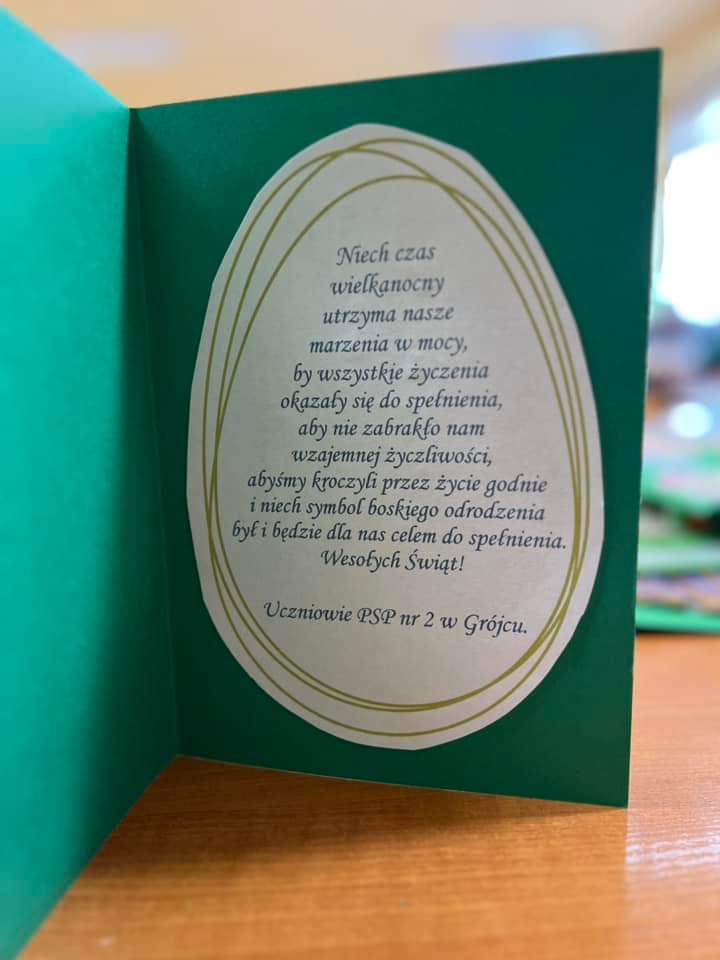 Niech czas
wielkanocny
utrzyma nasze
marzenia w mocy,
by wszystkie życzenia
okazały się do spełnienia,
aby nie zabrakło nam
wzajemnej życzliwości,
abyśmy kroczyli przez życie godnie
i niech symbol boskiego odrodzenia
był i będzie dla nas celem do spełnienia.
Wesołych Świąt!
Uczniowie PSP nr 2 w Grójcu.